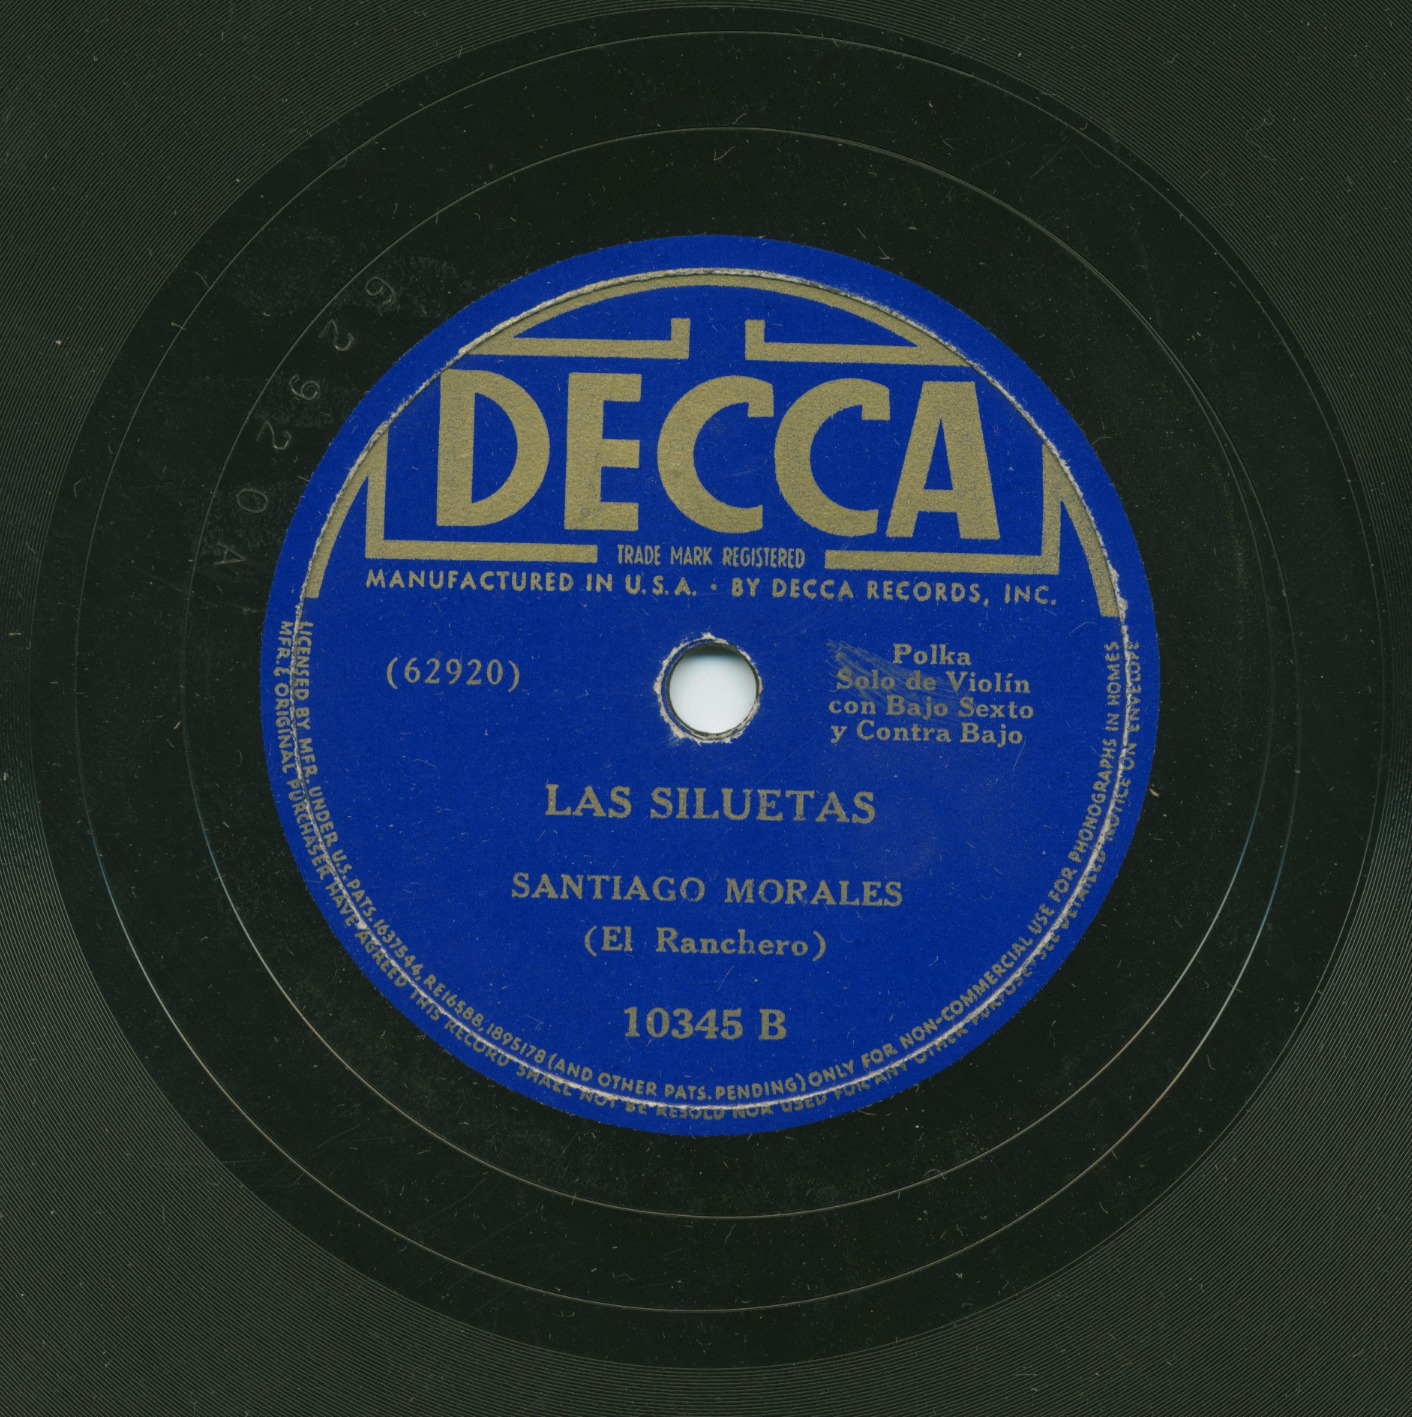 DECCA
TRADE MARK REGISTERED
MANUFACTURED IN U.S.A. · BY DECCA RECORDS, INC.
(62920)
Polka
Solo de Violín
con Bajo Sexto
y Contra Bajo
LAS SILUETAS
SANTIAGO MORALES
(El Ranchero)
10345 B
LICENSED BY MFR. UNDER U.S. PATS. 1637544, RE16588, 1895178 (AND OTHER PATS. PENDING) ONLY FOR NON-COMMERCIAL USE FOR PHONOGRAPHS IN HOMES
MFR. & ORIGINAL PURCHASER HAVE AGREED THIS RECORD SHALL NOT BE RESOLD NOR USED FOR ANY OTHER PURPOSE. SEE DETAILED NOTICE ON ENVELOPE
62920A